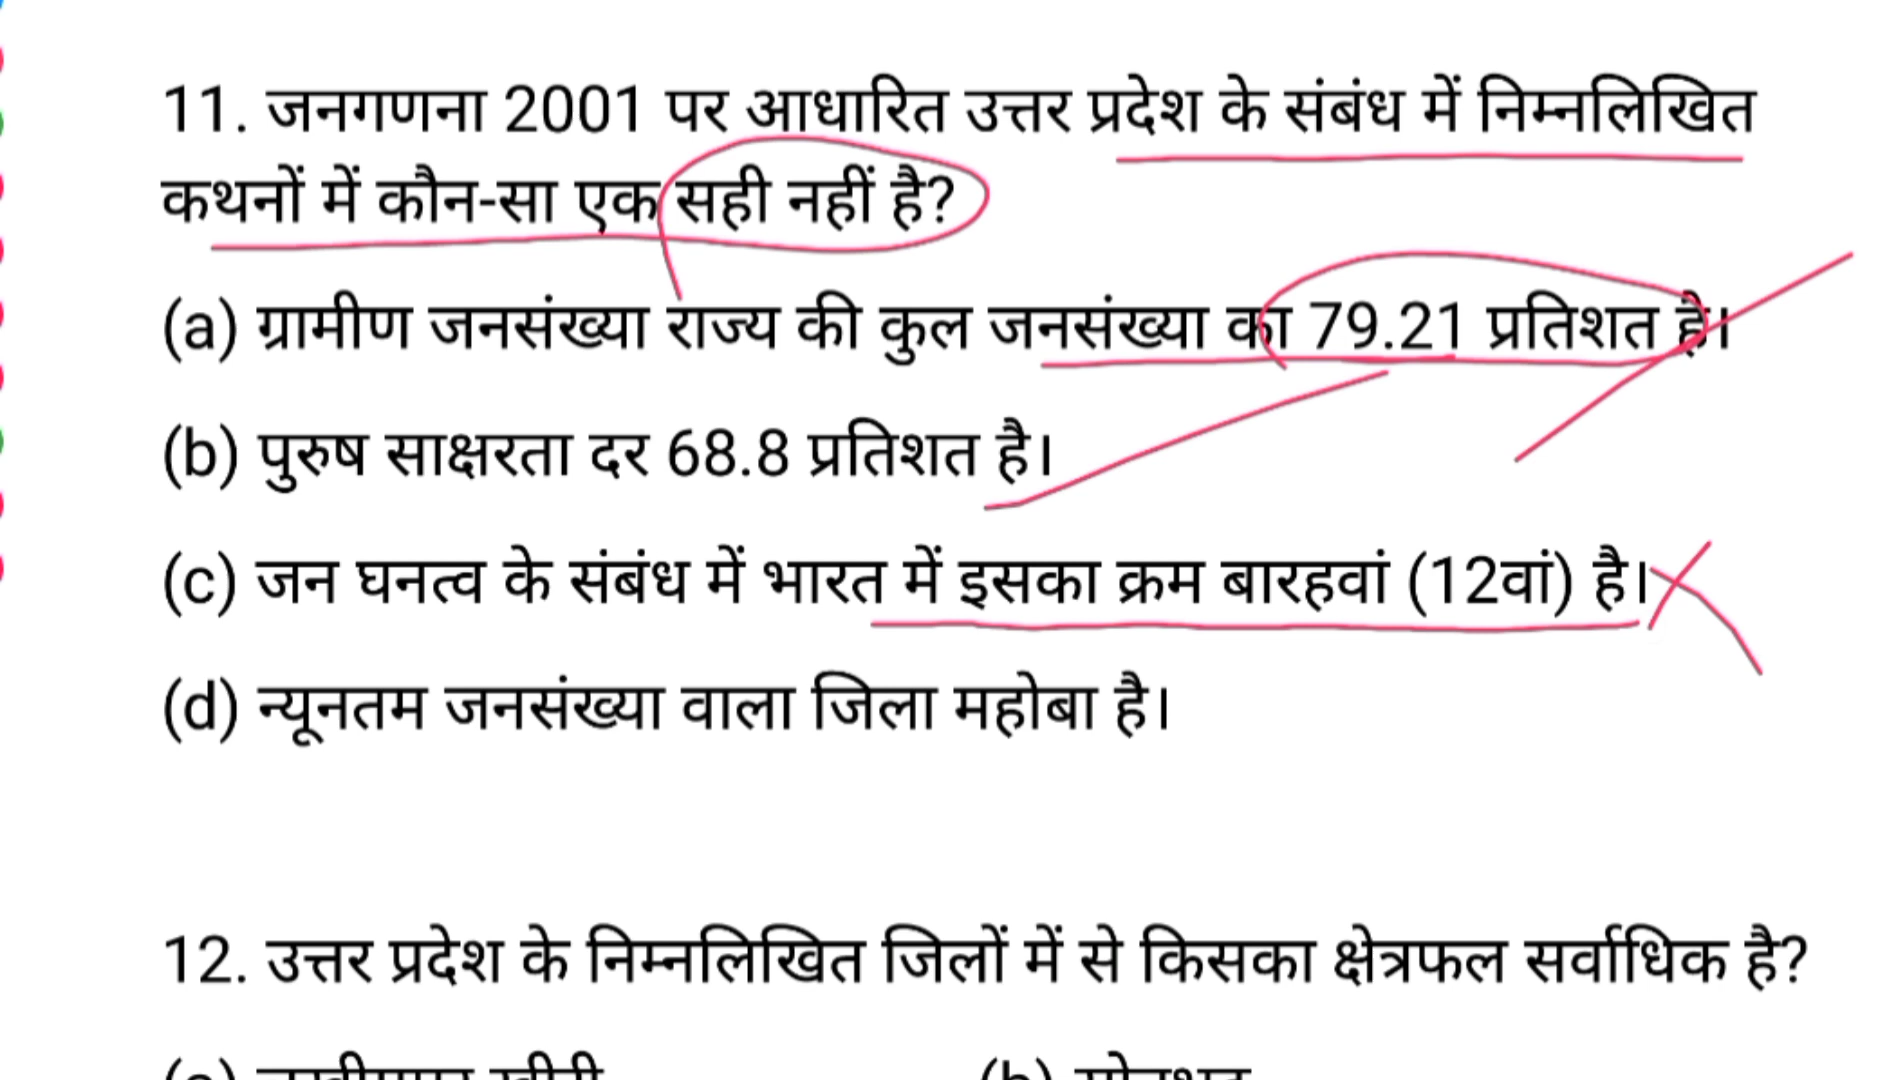 11. जनगणना 2001 पर आधारित उत्तर प्रदेश के संबंध में निम्नलिखित
कथनों में कौन-सा एक सही नहीं है?
(a) ग्रामीण जनसंख्या राज्य की कुल जनसंख्या का 79.21 प्रतिशत है।
(b) पुरुष साक्षरता दर 68.8 प्रतिशत है।
(c) जन घनत्व के संबंध में भारत में इसका क्रम बारहवां (12वां) है।
(d) न्यूनतम जनसंख्या वाला जिला महोबा है।
12. उत्तर प्रदेश के निम्नलिखित जिलों में से किसका क्षेत्रफल सर्वाधिक है?